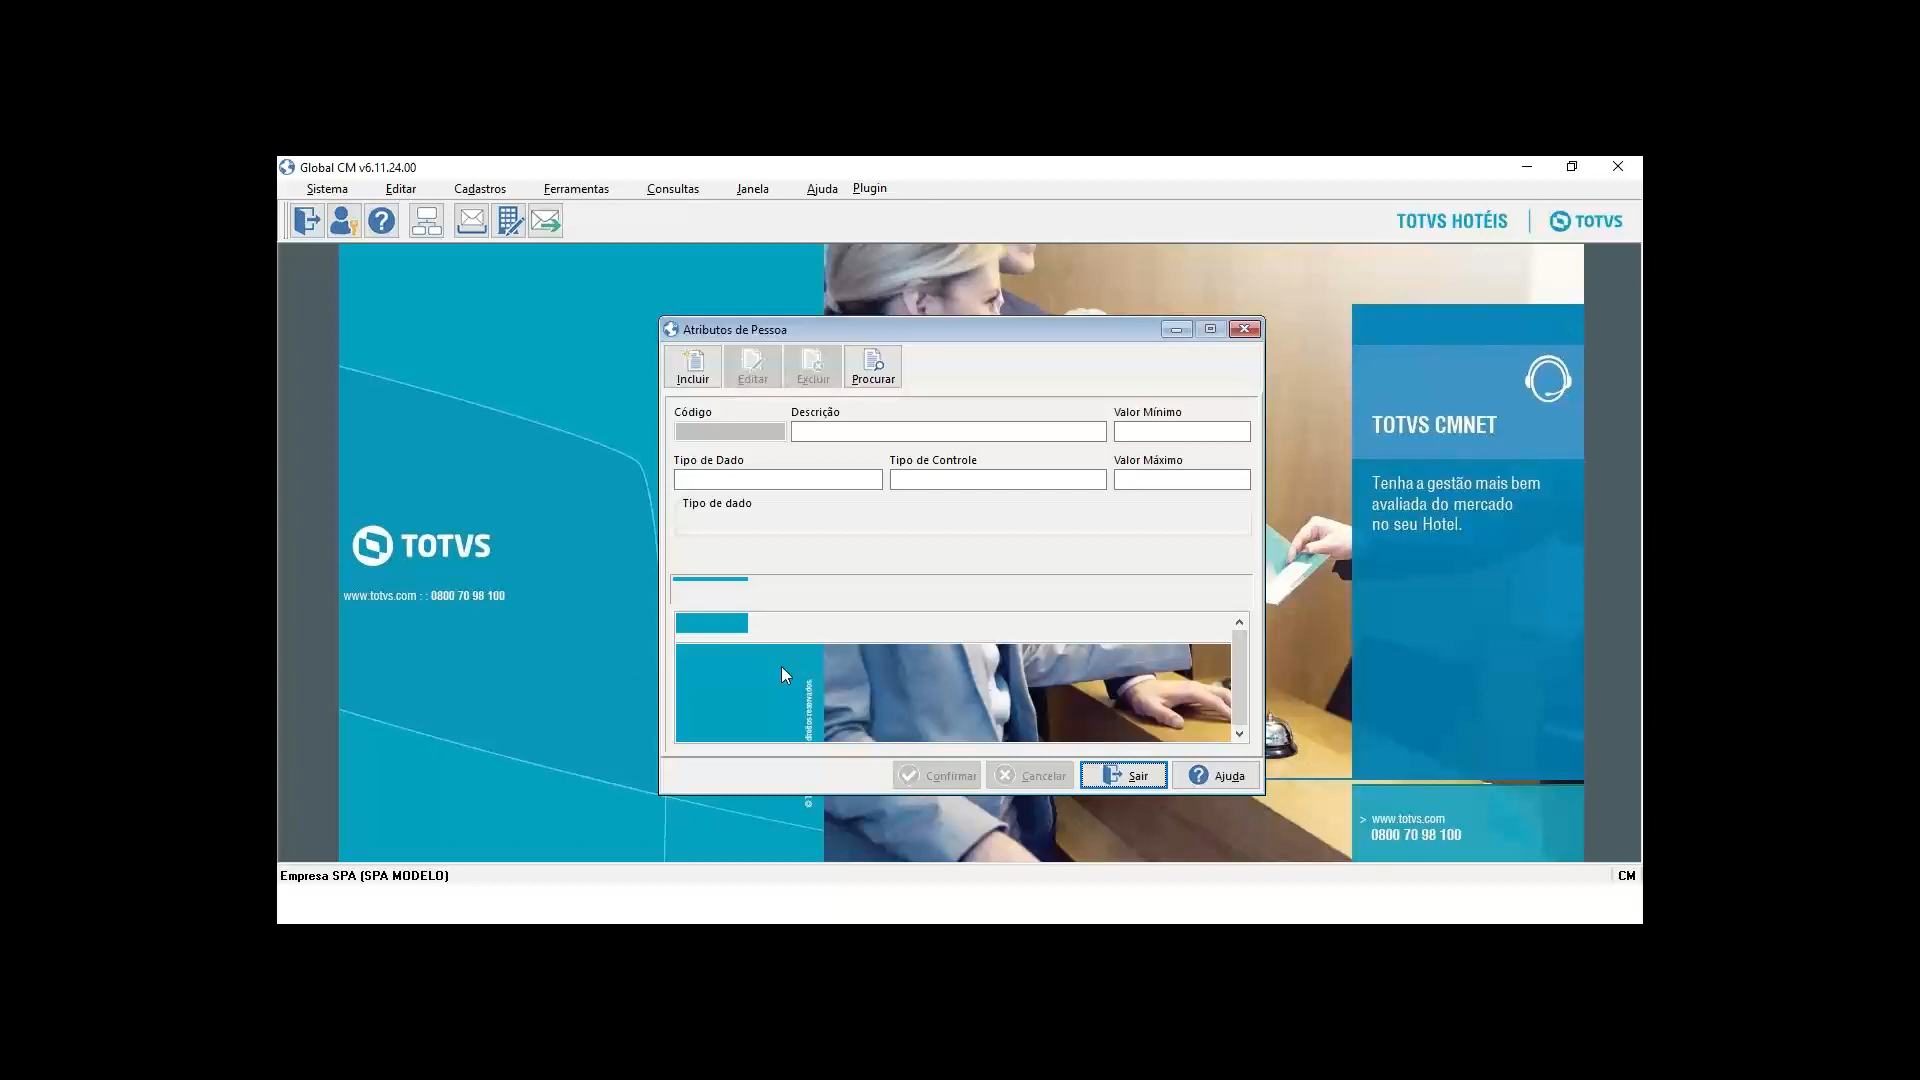 Global CM v6.11.24.00
Sistema Editar Cadastros Ferramentas Consultas Janela Ajuda Plugin
TOTVS HOTÉIS TOTVS
Atributos de Pessoa
Incluir Editar Excluir Procurar
Código Descrição Valor Mínimo
Tipo de Dado Tipo de Controle Valor Máximo
Tipo de dado
direitos reservados.
Confirmar Cancelar Sair Ajuda
TOTVS
www.totvs.com : : 0800 70 98 100
TOTVS CMNET
Tenha a gestão mais bem
avaliada do mercado
no seu Hotel.
> www.totvs.com
0800 70 98 100
Empresa SPA (SPA MODELO) CM